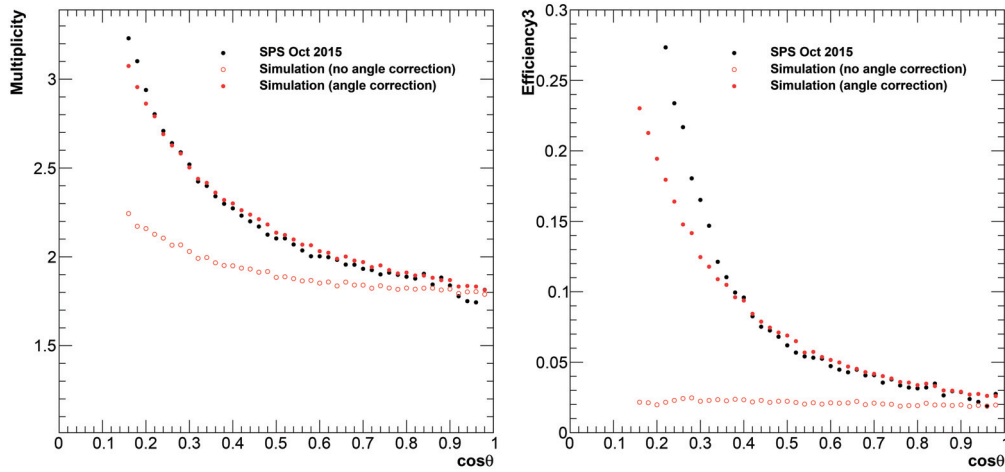 Multiplicity
3
2.5
2
1.5
SPS Oct 2015
Simulation (no angle correction)
Simulation (angle correction)
0 0.1 0.2 0.3 0.4 0.5 0.6 0.7 0.8 0.9 1
cosθ
Efficiency3
0.3
0.25
0.2
0.15
0.1
0.05
0
SPS Oct 2015
Simulation (no angle correction)
Simulation (angle correction)
0 0.1 0.2 0.3 0.4 0.5 0.6 0.7 0.8 0.9 1
cosθ